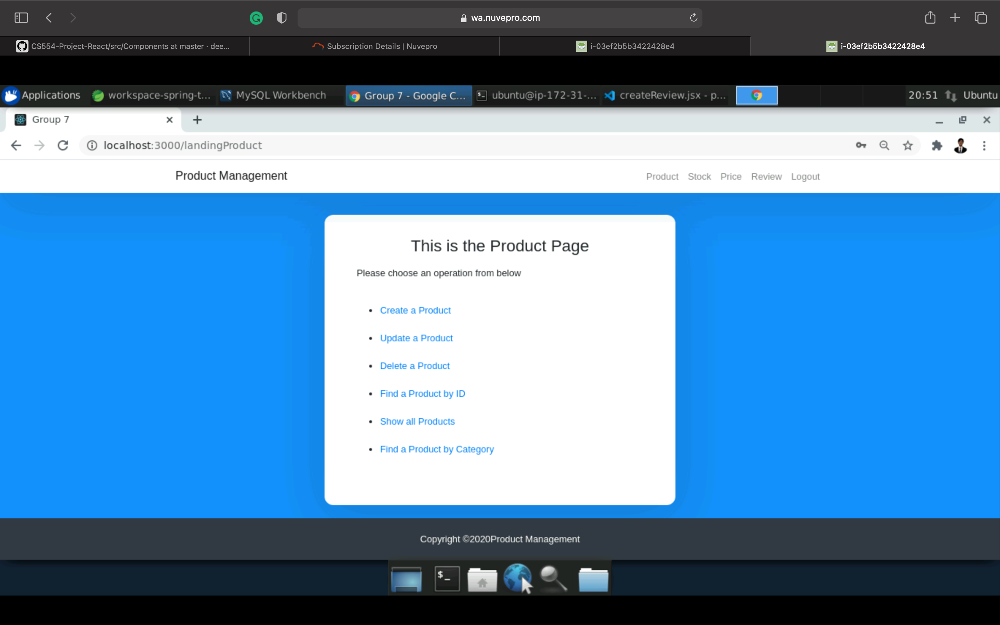 wa.nuvepro.com
CS554-Project-React/src/Components at master · dee...
Subscription Details | Nuvepro
i-03ef2b5b3422428e4
i-03ef2b5b3422428e4
Applications
workspace-spring-t...
MySQL Workbench
Group 7 - Google C...
ubuntu@ip-172-31-...
createReview.jsx - p...
20:51
Ubuntu
Group 7
localhost:3000/landingProduct
Product Management
Product Stock Price Review Logout
This is the Product Page
Please choose an operation from below
Create a Product
Update a Product
Delete a Product
Find a Product by ID
Show all Products
Find a Product by Category
Copyright ©2020Product Management